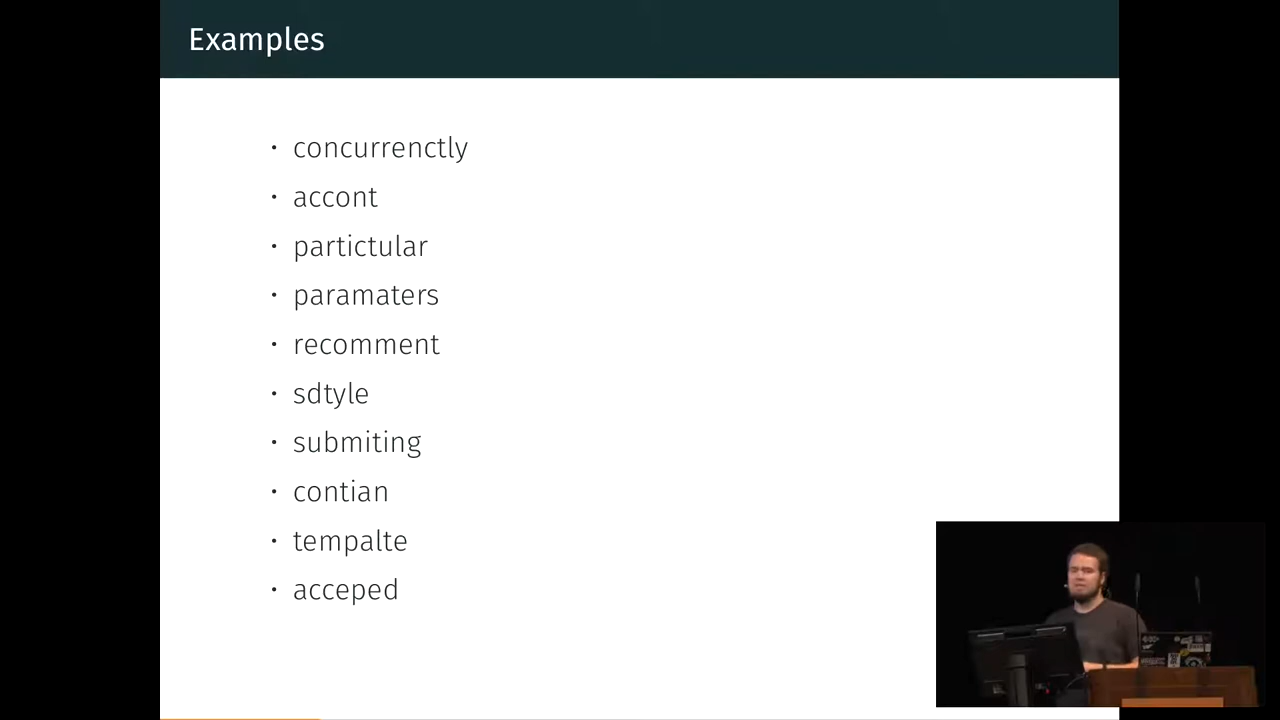 Examples
• concurrenctly
• accont
• partictular
• paramaters
• recomment
• sdtyle
• submiting
• contian
• tempalte
• acceped